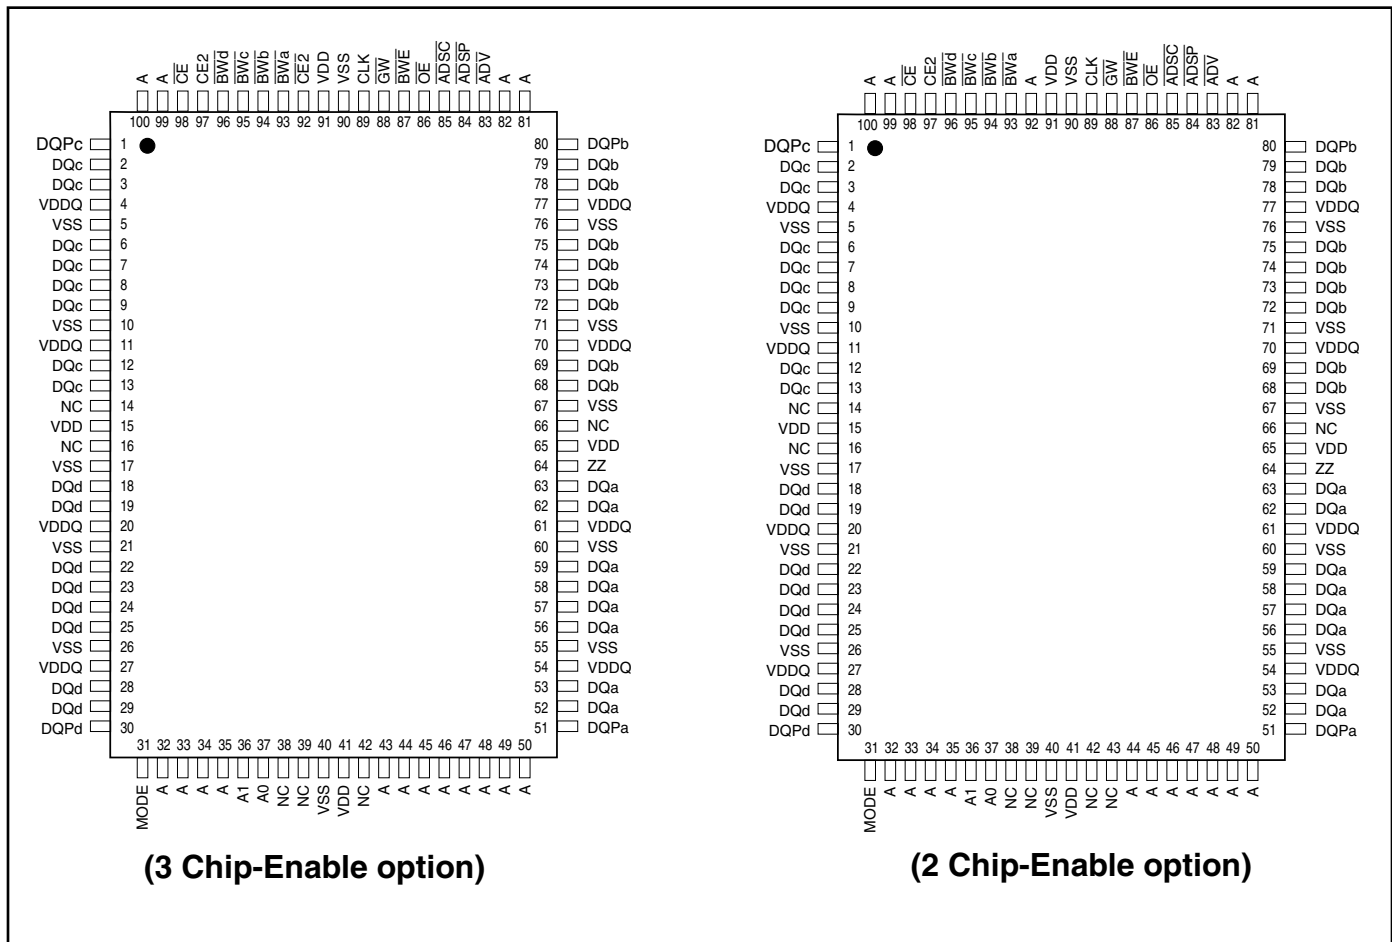 A A CE CE2 BWd BWc BWb BWa CE2 VDD VSS CLK GW BWE OE ADSC ADSP ADV A A
100 99 98 97 96 95 94 93 92 91 90 89 88 87 86 85 84 83 82 81
DQPc 1 80 DQPb
DQc 2 79 DQb
DQc 3 78 DQb
VDDQ 4 77 VDDQ
VSS 5 76 VSS
DQc 6 75 DQb
DQc 7 74 DQb
DQc 8 73 DQb
DQc 9 72 DQb
VSS 10 71 VSS
VDDQ 11 70 VDDQ
DQc 12 69 DQb
DQc 13 68 DQb
NC 14 67 VSS
VDD 15 66 NC
NC 16 65 VDD
VSS 17 64 ZZ
DQd 18 63 DQa
DQd 19 62 DQa
VDDQ 20 61 VDDQ
VSS 21 60 VSS
DQd 22 59 DQa
DQd 23 58 DQa
DQd 24 57 DQa
DQd 25 56 DQa
VSS 26 55 VSS
VDDQ 27 54 VDDQ
DQd 28 53 DQa
DQd 29 52 DQa
DQPd 30 51 DQPa
31 32 33 34 35 36 37 38 39 40 41 42 43 44 45 46 47 48 49 50
MODE A A A A A1 A0 NC NC VSS VDD NC A A A A A A A A
(3 Chip-Enable option)
A A CE CE2 BWd BWc BWb BWa A VDD VSS CLK GW BWE OE ADSC ADSP ADV A A
100 99 98 97 96 95 94 93 92 91 90 89 88 87 86 85 84 83 82 81
DQPc 1 80 DQPb
DQc 2 79 DQb
DQc 3 78 DQb
VDDQ 4 77 VDDQ
VSS 5 76 VSS
DQc 6 75 DQb
DQc 7 74 DQb
DQc 8 73 DQb
DQc 9 72 DQb
VSS 10 71 VSS
VDDQ 11 70 VDDQ
DQc 12 69 DQb
DQc 13 68 DQb
NC 14 67 VSS
VDD 15 66 NC
NC 16 65 VDD
VSS 17 64 ZZ
DQd 18 63 DQa
DQd 19 62 DQa
VDDQ 20 61 VDDQ
VSS 21 60 VSS
DQd 22 59 DQa
DQd 23 58 DQa
DQd 24 57 DQa
DQd 25 56 DQa
VSS 26 55 VSS
VDDQ 27 54 VDDQ
DQd 28 53 DQa
DQd 29 52 DQa
DQPd 30 51 DQPa
31 32 33 34 35 36 37 38 39 40 41 42 43 44 45 46 47 48 49 50
MODE A A A A A1 A0 NC NC VSS VDD NC NC A A A A A A A
(2 Chip-Enable option)